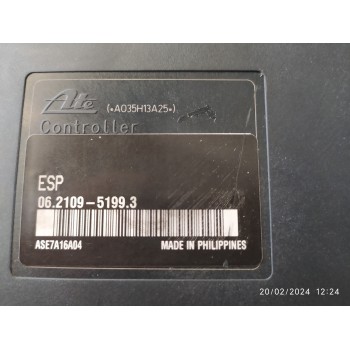 Ate (*A035H13A25*)
Controller
ESP
06.2109-5199.3
ASE7A16A04 MADE IN PHILIPPINES
20/02/2024 12:24